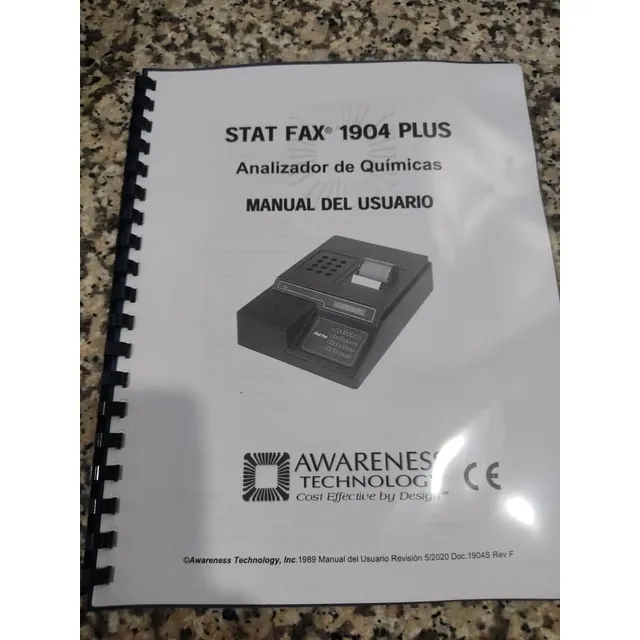 STAT FAX® 1904 PLUS
Analizador de Químicas
MANUAL DEL USUARIO
AWARENESS
TECHNOLOGY
Cost Effective by Design™
CE
©Awareness Technology, Inc.1989 Manual del Usuario Revisión 5/2020 Doc.1904S Rev F